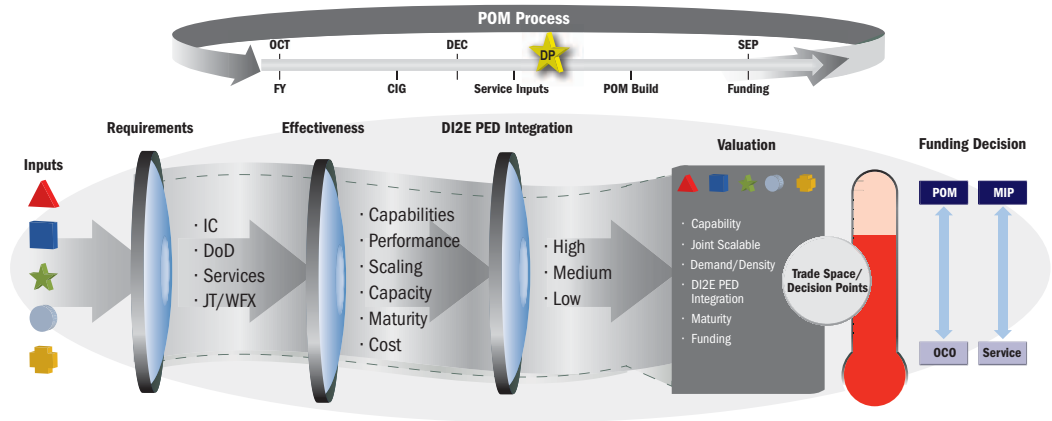 POM Process
OCT
DEC
SEP
DP
FY
CIG
Service Inputs
POM Build
Funding
Requirements
Effectiveness
DI2E PED Integration
Valuation
Funding Decision
Inputs
· IC
· DoD
· Services
· JT/WFX
· Capabilities
· Performance
· Scaling
· Capacity
· Maturity
· Cost
· High
· Medium
· Low
· Capability
· Joint Scalable
· Demand/Density
· DI2E PED
Integration
· Maturity
· Funding
Trade Space/
Decision Points
POM
MIP
OCO
Service